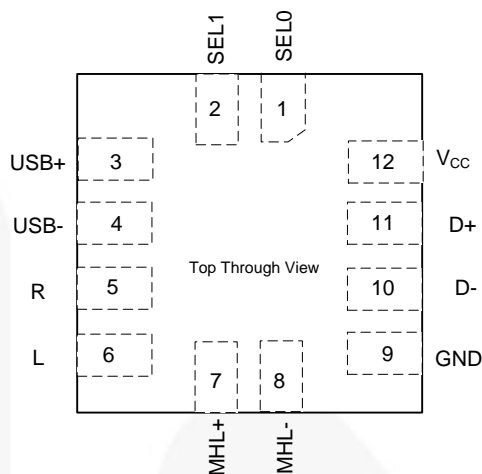 SEL1
SEL0
2
1
USB+
3
12
VCC
USB-
4
11
D+
R
5
Top Through View
10
D-
L
6
9
GND
7
8
MHL+
MHL-